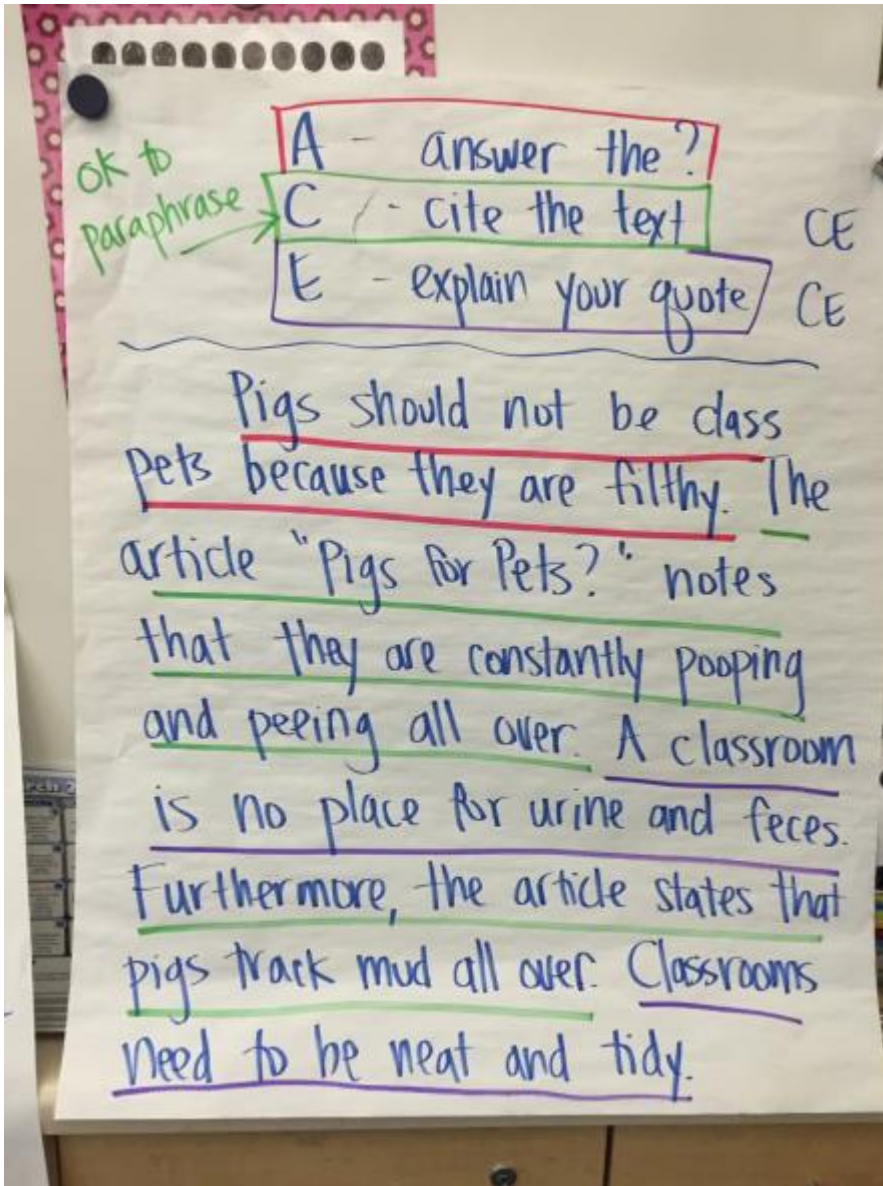 ok to
paraphrase
A - answer the ?
C - cite the text
E - explain your quote
CE
CE
Pigs should not be class
pets because they are filthy. The
article "Pigs for Pets?" notes
that they are constantly pooping
and peeing all over. A classroom
is no place for urine and feces.
Furthermore, the article states that
pigs track mud all over. Classrooms
need to be neat and tidy.